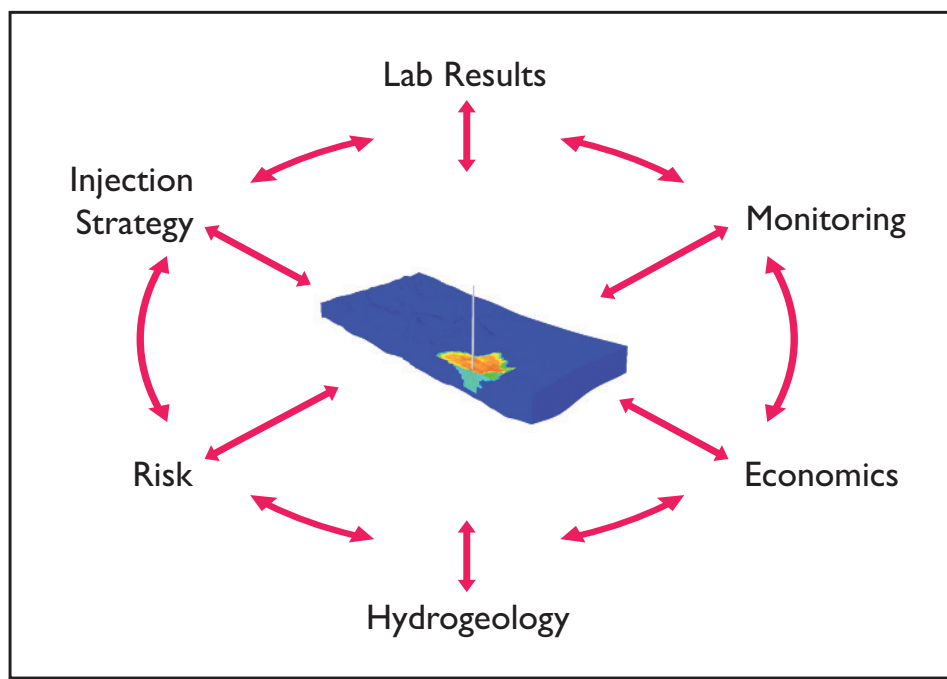 Lab Results
Injection
Strategy
Monitoring
Risk
Economics
Hydrogeology